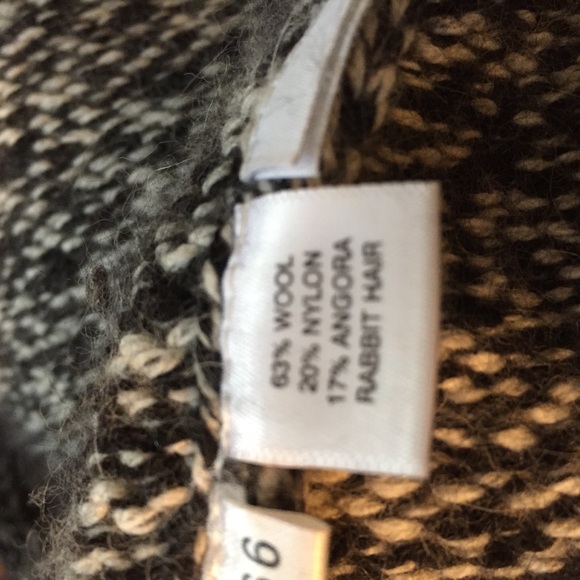 63% WOOL
20% NYLON
17% ANGORA
RABBIT HAIR